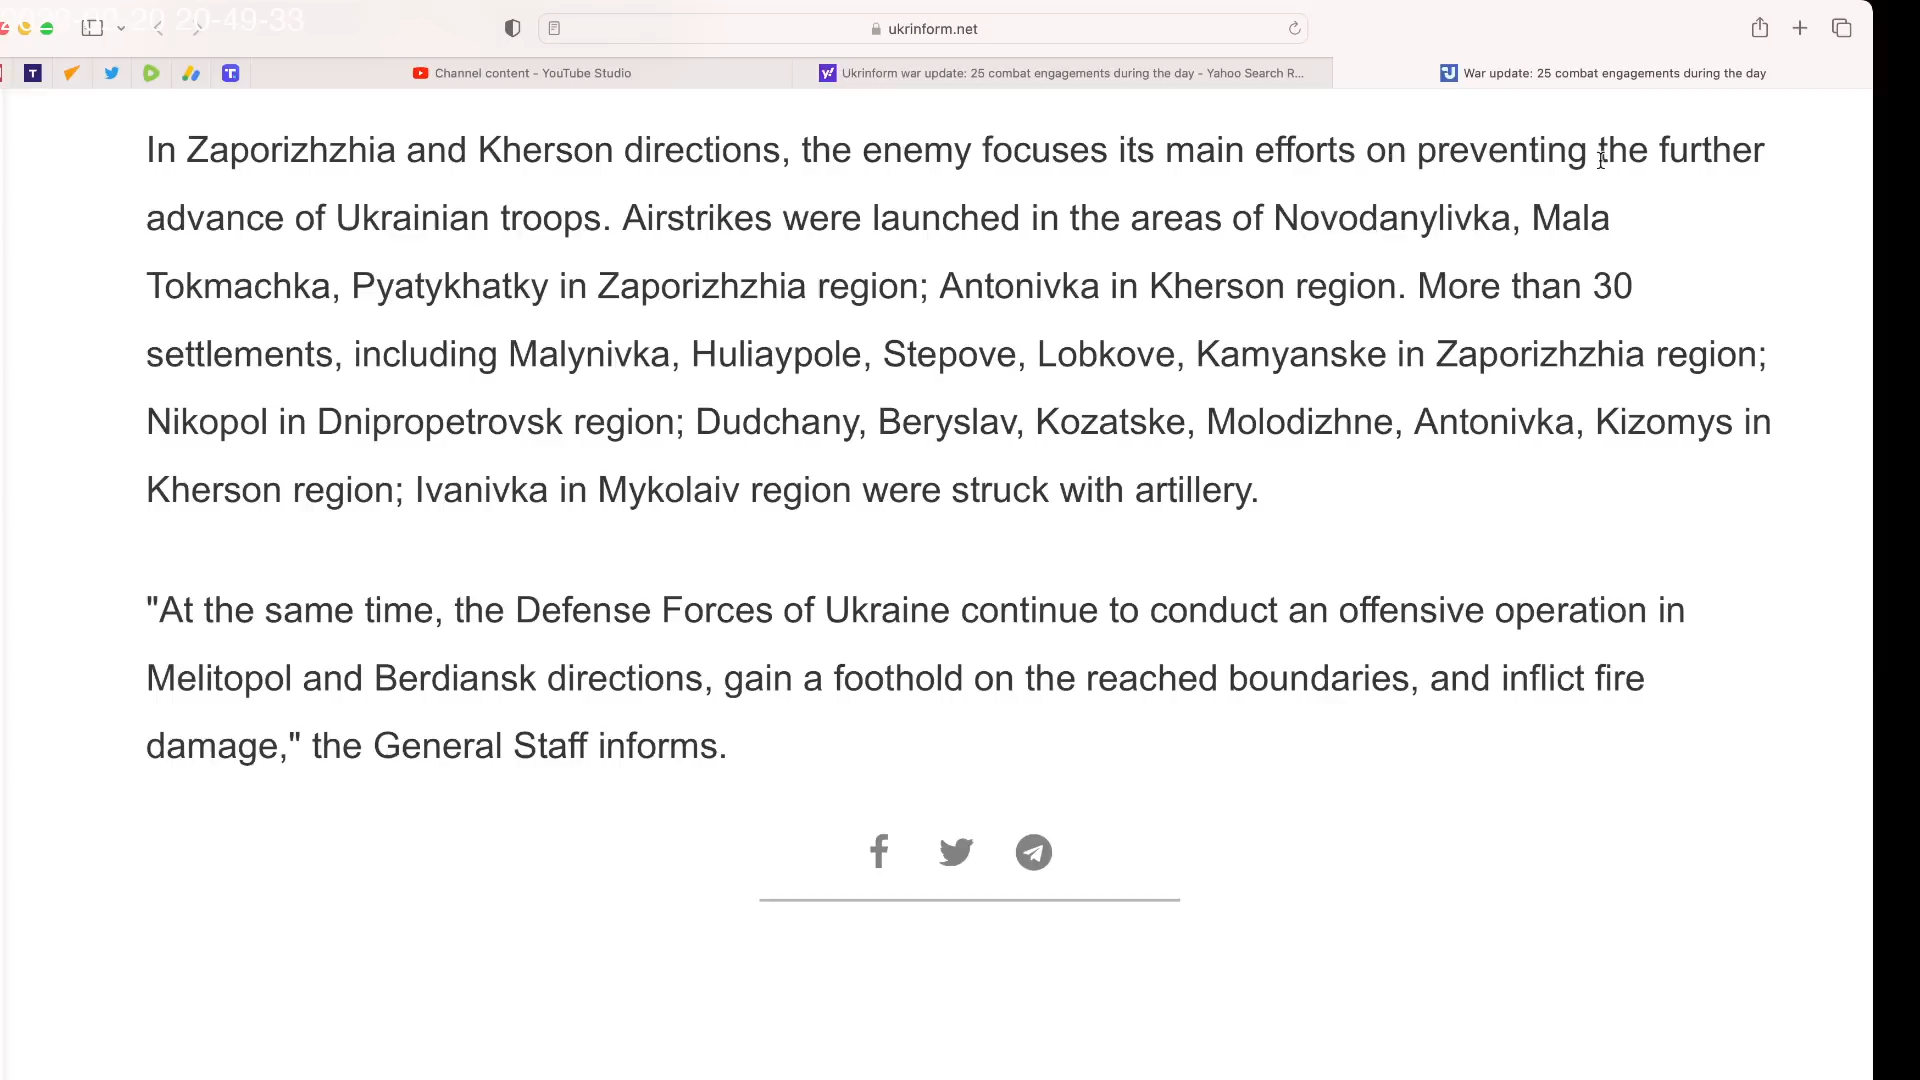 20-49-33
ukrinform.net
Channel content - YouTube Studio
Ukrinform war update: 25 combat engagements during the day - Yahoo Search R...
War update: 25 combat engagements during the day
In Zaporizhzhia and Kherson directions, the enemy focuses its main efforts on preventing the further
advance of Ukrainian troops. Airstrikes were launched in the areas of Novodanylivka, Mala
Tokmachka, Pyatykhatky in Zaporizhzhia region; Antonivka in Kherson region. More than 30
settlements, including Malynivka, Huliaypole, Stepove, Lobkove, Kamyanske in Zaporizhzhia region;
Nikopol in Dnipropetrovsk region; Dudchany, Beryslav, Kozatske, Molodizhne, Antonivka, Kizomys in
Kherson region; Ivanivka in Mykolaiv region were struck with artillery.
"At the same time, the Defense Forces of Ukraine continue to conduct an offensive operation in
Melitopol and Berdiansk directions, gain a foothold on the reached boundaries, and inflict fire
damage," the General Staff informs.